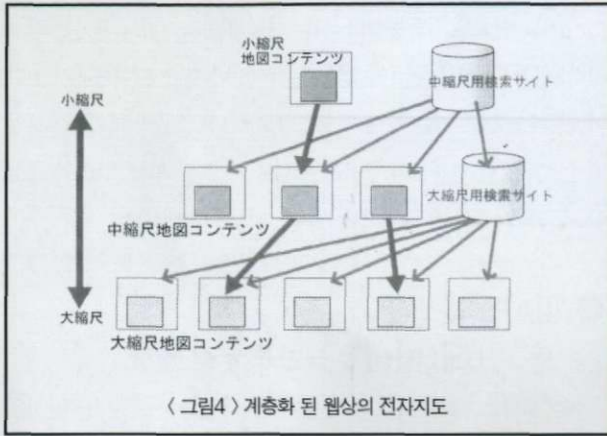 小縮尺
地図コンテンツ
中縮尺用検索サイト
小縮尺
大縮尺用検索サイト
中縮尺地図コンテンツ
大縮尺
大縮尺地図コンテンツ
〈 그림4 〉 계층화 된 웹상의 전자지도